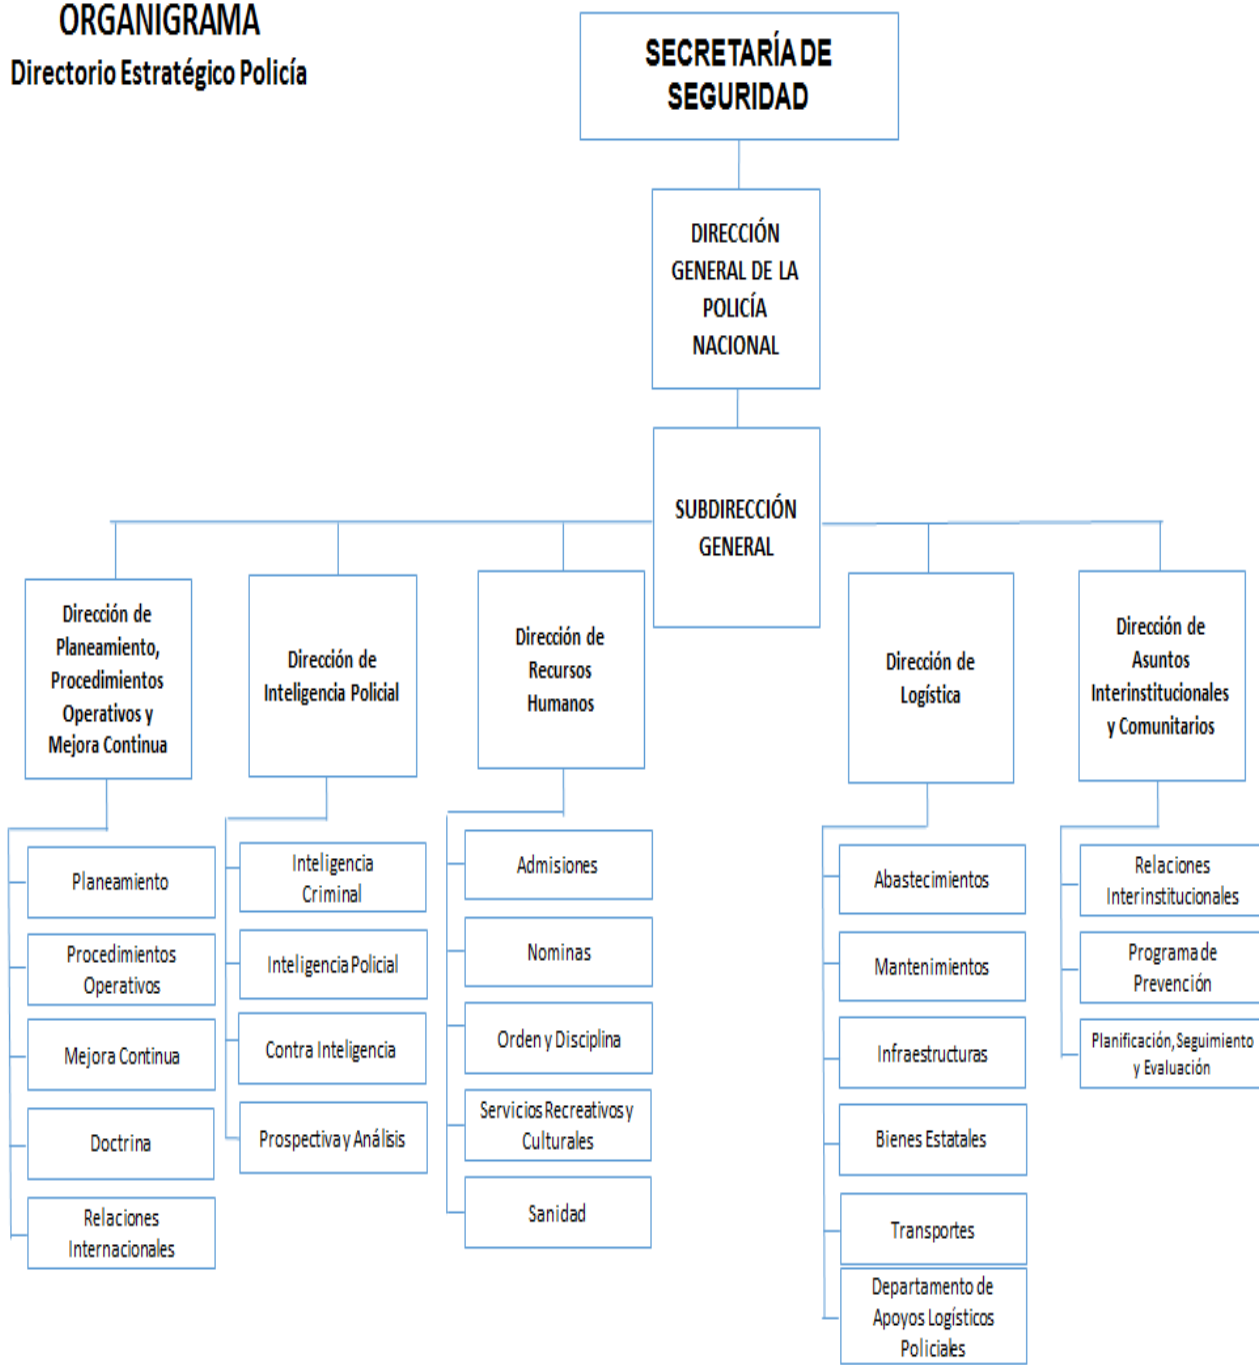 ORGANIGRAMA
Directorio Estratégico Policía
SECRETARÍA DE
SEGURIDAD
DIRECCIÓN
GENERAL DE LA
POLICÍA
NACIONAL
SUBDIRECCIÓN
GENERAL
Dirección de
Planeamiento,
Procedimientos
Operativos y
Mejora Continua
Dirección de
Inteligencia Policial
Dirección de
Recursos
Humanos
Dirección de
Logística
Dirección de
Asuntos
Interinstitucionales
y Comunitarios
Planeamiento
Procedimientos
Operativos
Mejora Continua
Doctrina
Relaciones
Internacionales
Inteligencia
Criminal
Inteligencia Policial
Contra Inteligencia
Prospectiva y Análisis
Admisiones
Nominas
Orden y Disciplina
Servicios Recreativos y
Culturales
Sanidad
Abastecimientos
Mantenimientos
Infraestructuras
Bienes Estatales
Transportes
Departamento de
Apoyos Logísticos
Policiales
Relaciones
Interinstitucionales
Programa de
Prevención
Planificación, Seguimiento
y Evaluación